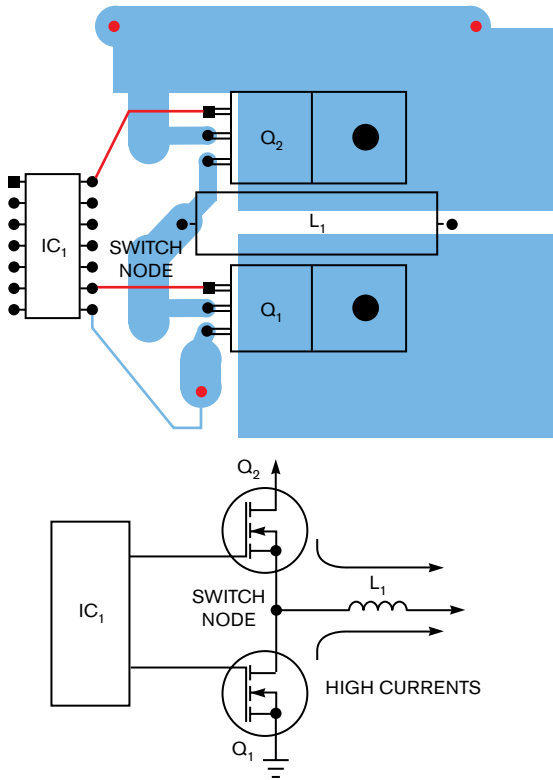 Q2
IC1
SWITCH
NODE
L1
Q1
Q2
IC1
SWITCH
NODE
L1
HIGH CURRENTS
Q1